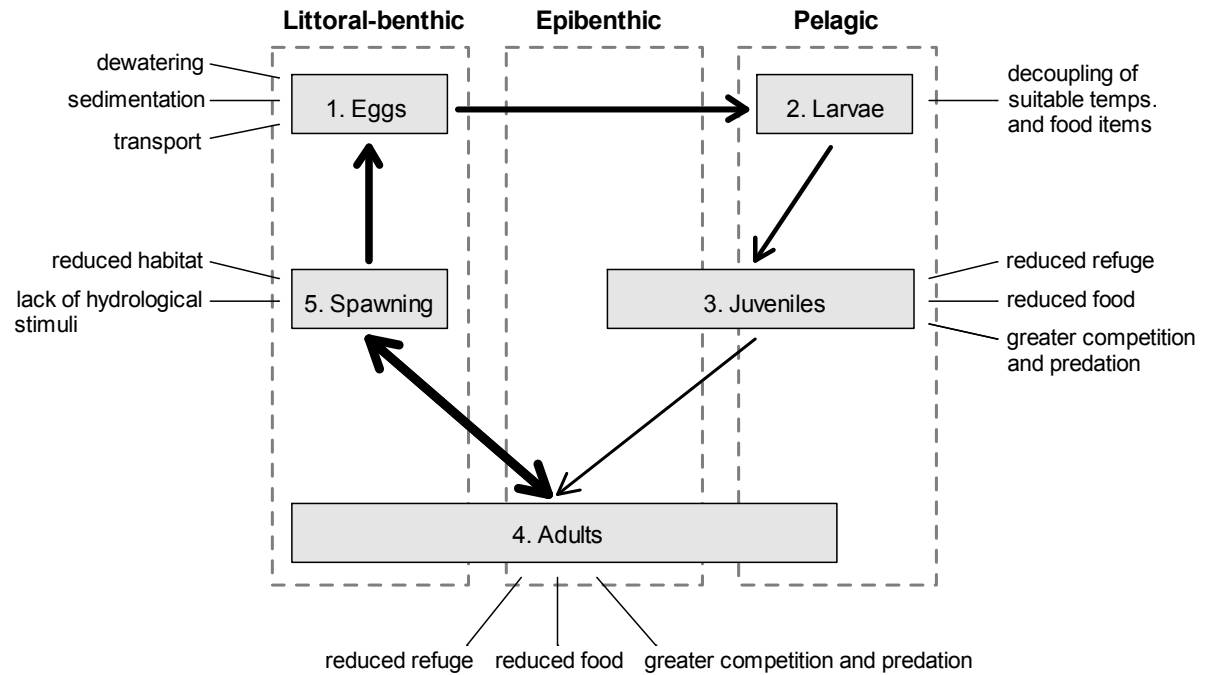 Littoral-benthic
Epibenthic
Pelagic
dewatering
sedimentation
transport
1. Eggs
2. Larvae
decoupling of
suitable temps.
and food items
reduced habitat
lack of hydrological
stimuli
5. Spawning
3. Juveniles
reduced refuge
reduced food
greater competition
and predation
4. Adults
reduced refuge
reduced food
greater competition and predation